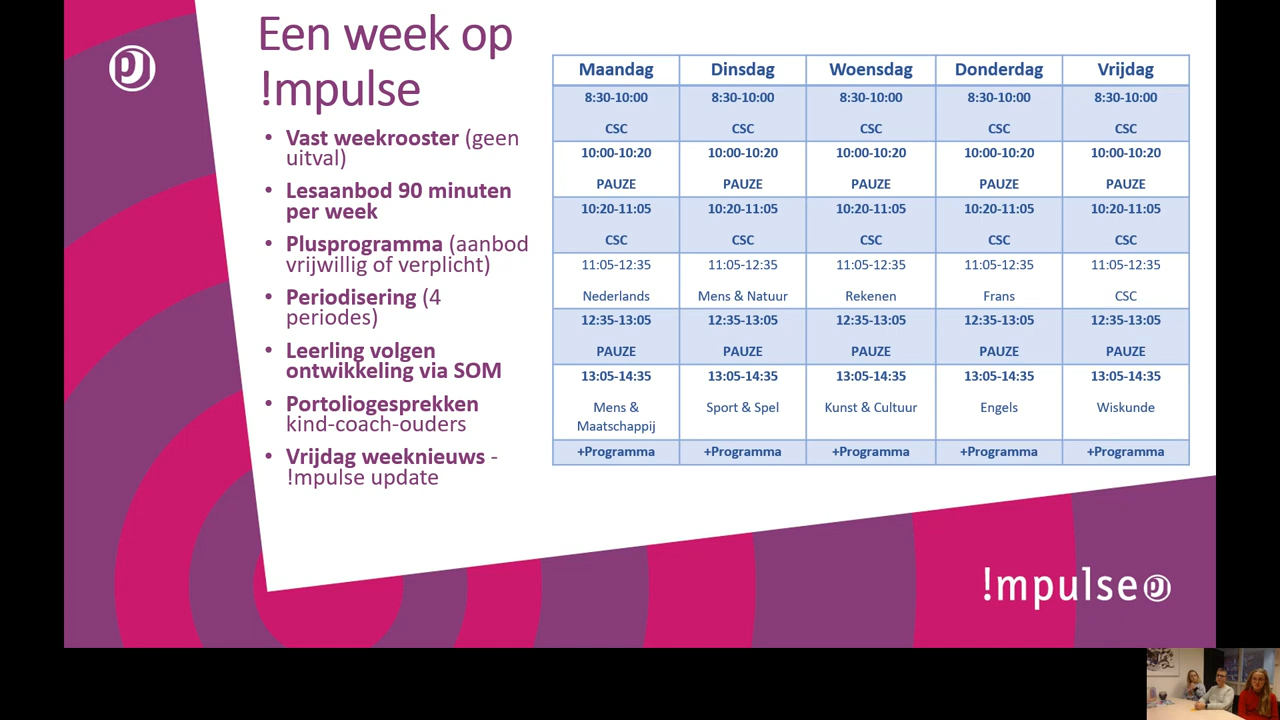 Een week op
!mpulse
• Vast weekrooster (geen
uitval)
• Lesaanbod 90 minuten
per week
• Plusprogramma (aanbod
vrijwillig of verplicht)
• Periodisering (4
periodes)
• Leerling volgen
ontwikkeling via SOM
• Portoliogesprekken
kind-coach-ouders
• Vrijdag weeknieuws -
!mpulse update
Maandag Dinsdag Woensdag Donderdag Vrijdag
8:30-10:00 8:30-10:00 8:30-10:00 8:30-10:00 8:30-10:00
CSC CSC CSC CSC CSC
10:00-10:20 10:00-10:20 10:00-10:20 10:00-10:20 10:00-10:20
PAUZE PAUZE PAUZE PAUZE PAUZE
10:20-11:05 10:20-11:05 10:20-11:05 10:20-11:05 10:20-11:05
CSC CSC CSC CSC CSC
11:05-12:35 11:05-12:35 11:05-12:35 11:05-12:35 11:05-12:35
Nederlands Mens & Natuur Rekenen Frans CSC
12:35-13:05 12:35-13:05 12:35-13:05 12:35-13:05 12:35-13:05
PAUZE PAUZE PAUZE PAUZE PAUZE
13:05-14:35 13:05-14:35 13:05-14:35 13:05-14:35 13:05-14:35
Mens & Sport & Spel Kunst & Cultuur Engels Wiskunde
Maatschappij
+Programma +Programma +Programma +Programma +Programma
!mpulse